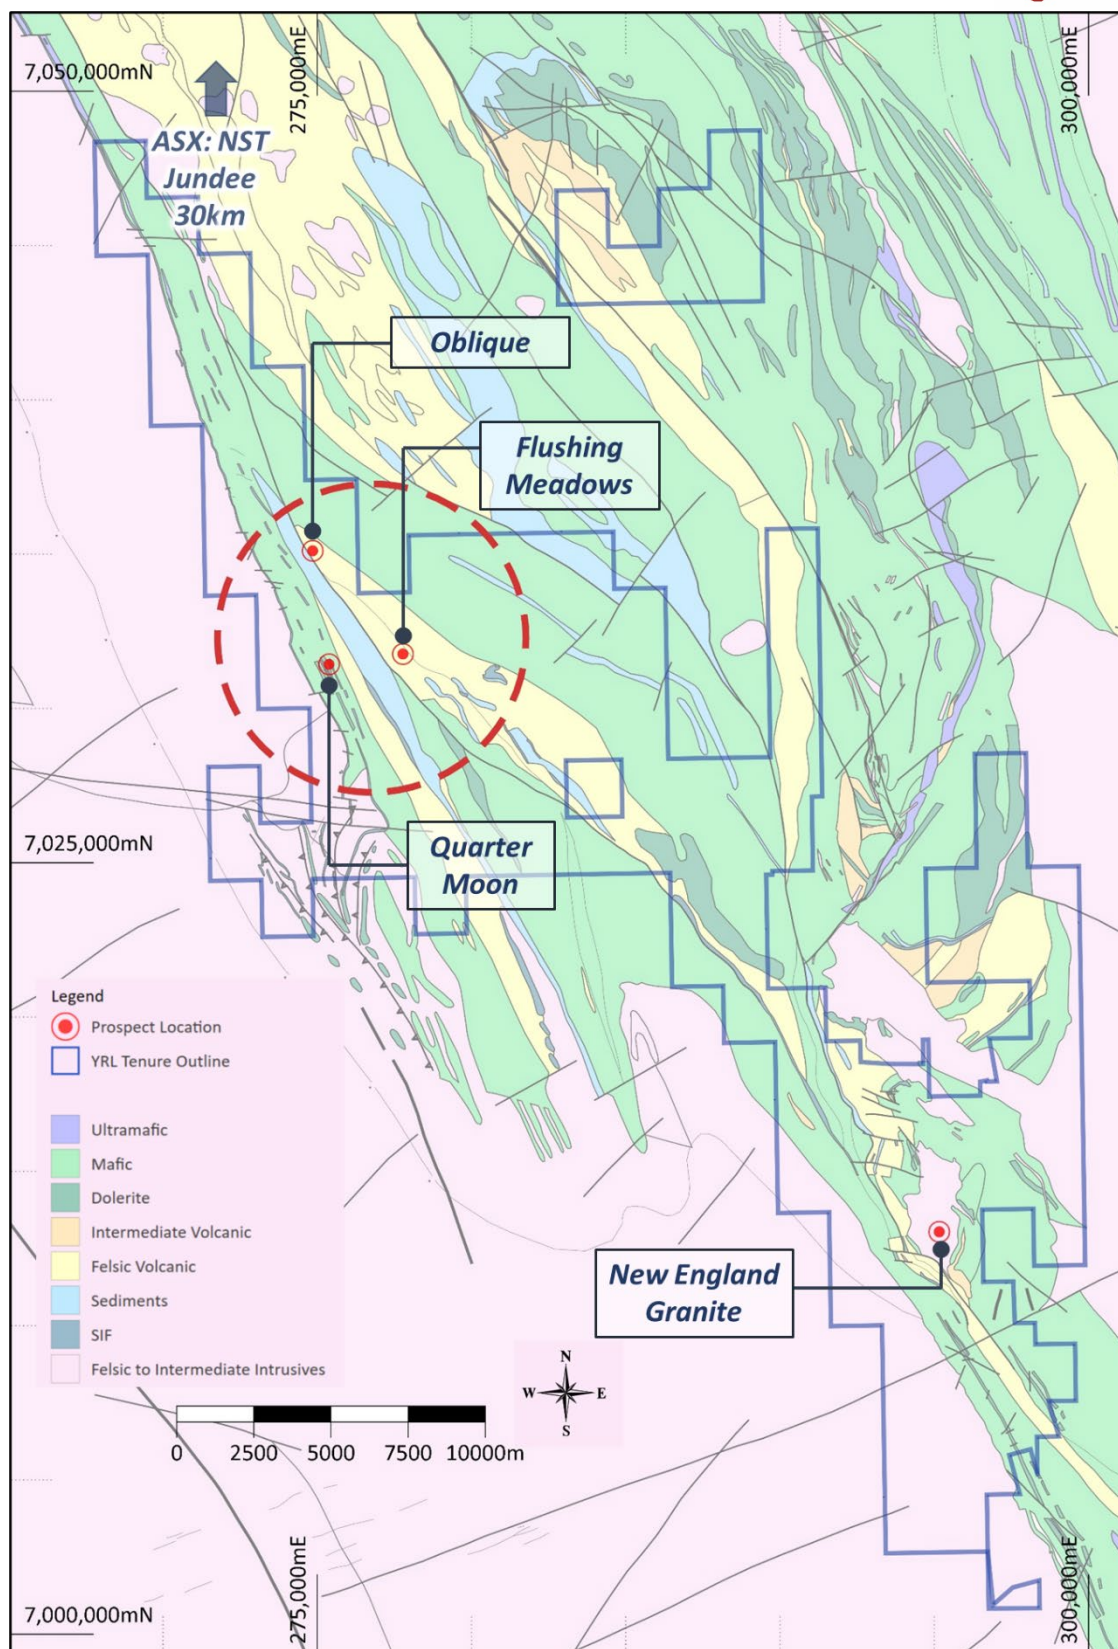 7,050,000mN
275,000mE
300,000mE
ASX: NST
Jundee
30km
Oblique
Flushing
Meadows
Quarter
Moon
7,025,000mN
Legend
Prospect Location
YRL Tenure Outline
Ultramafic
Mafic
Dolerite
Intermediate Volcanic
Felsic Volcanic
Sediments
SIF
Felsic to Intermediate Intrusives
New England
Granite
N
W
E
S
0 2500 5000 7500 10000m
7,000,000mN
275,000mE
300,000mE